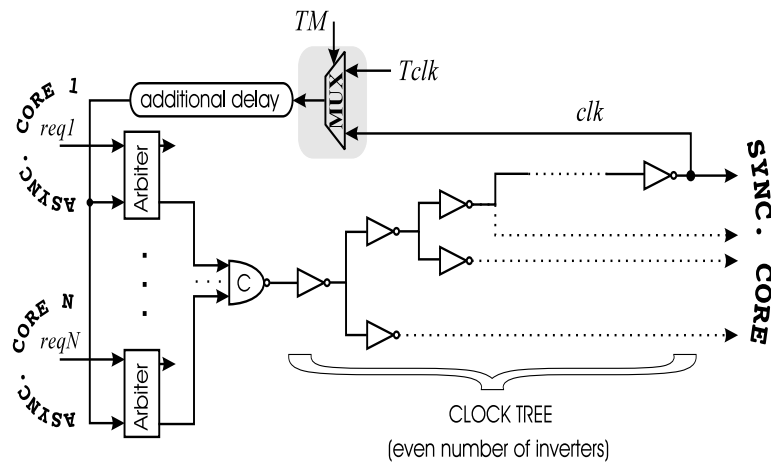 TM
Tclk
MUX
additional delay
clk
ASYNC. CORE 1
req1
Arbiter
SYNC. CORE
C
ASYNC. CORE N
reqN
Arbiter
CLOCK TREE
(even number of inverters)